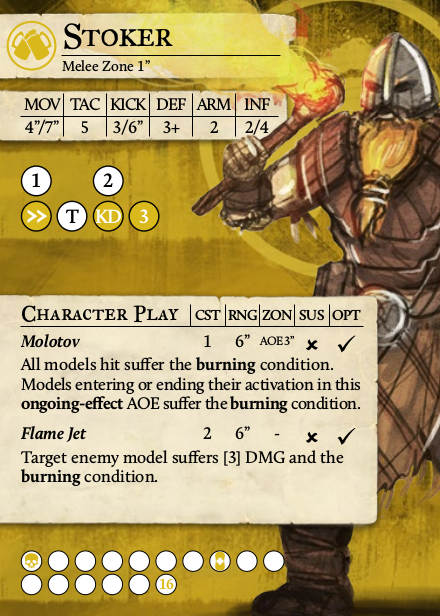 Stoker
Melee Zone 1”
MOV TAC KICK DEF ARM INF
4”/7” 5 3/6” 3+ 2 2/4
1 2
>> T KD 3
Character Play CST RNG ZON SUS OPT
Molotov 1 6” AOE 3” ✘ ✓
All models hit suffer the burning condition.
Models entering or ending their activation in this
ongoing-effect AOE suffer the burning condition.
Flame Jet 2 6” - ✘ ✓
Target enemy model suffers [3] DMG and the
burning condition.
16